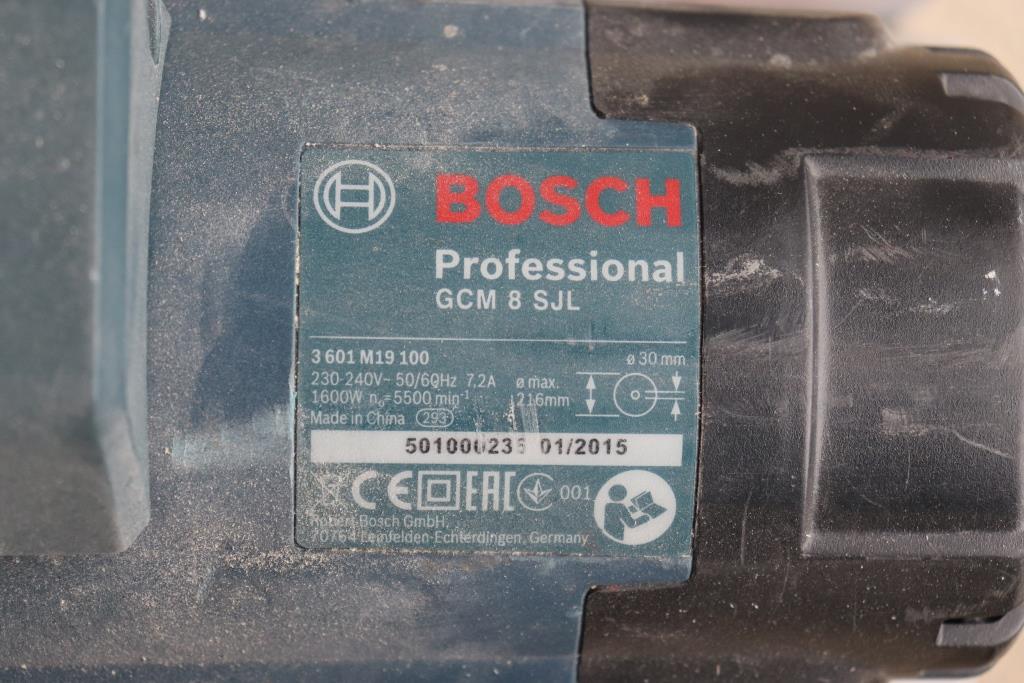 BOSCH
Professional
GCM 8 SJL
3 601 M19 100
ø 30 mm
230-240V~ 50/60Hz 7,2A
ø max.
1600W n₀=5500 min⁻¹
216mm
Made in China 293
01/2015
CE EAC 001
Robert Bosch GmbH,
70764 Leinfelden-Echterdingen, Germany